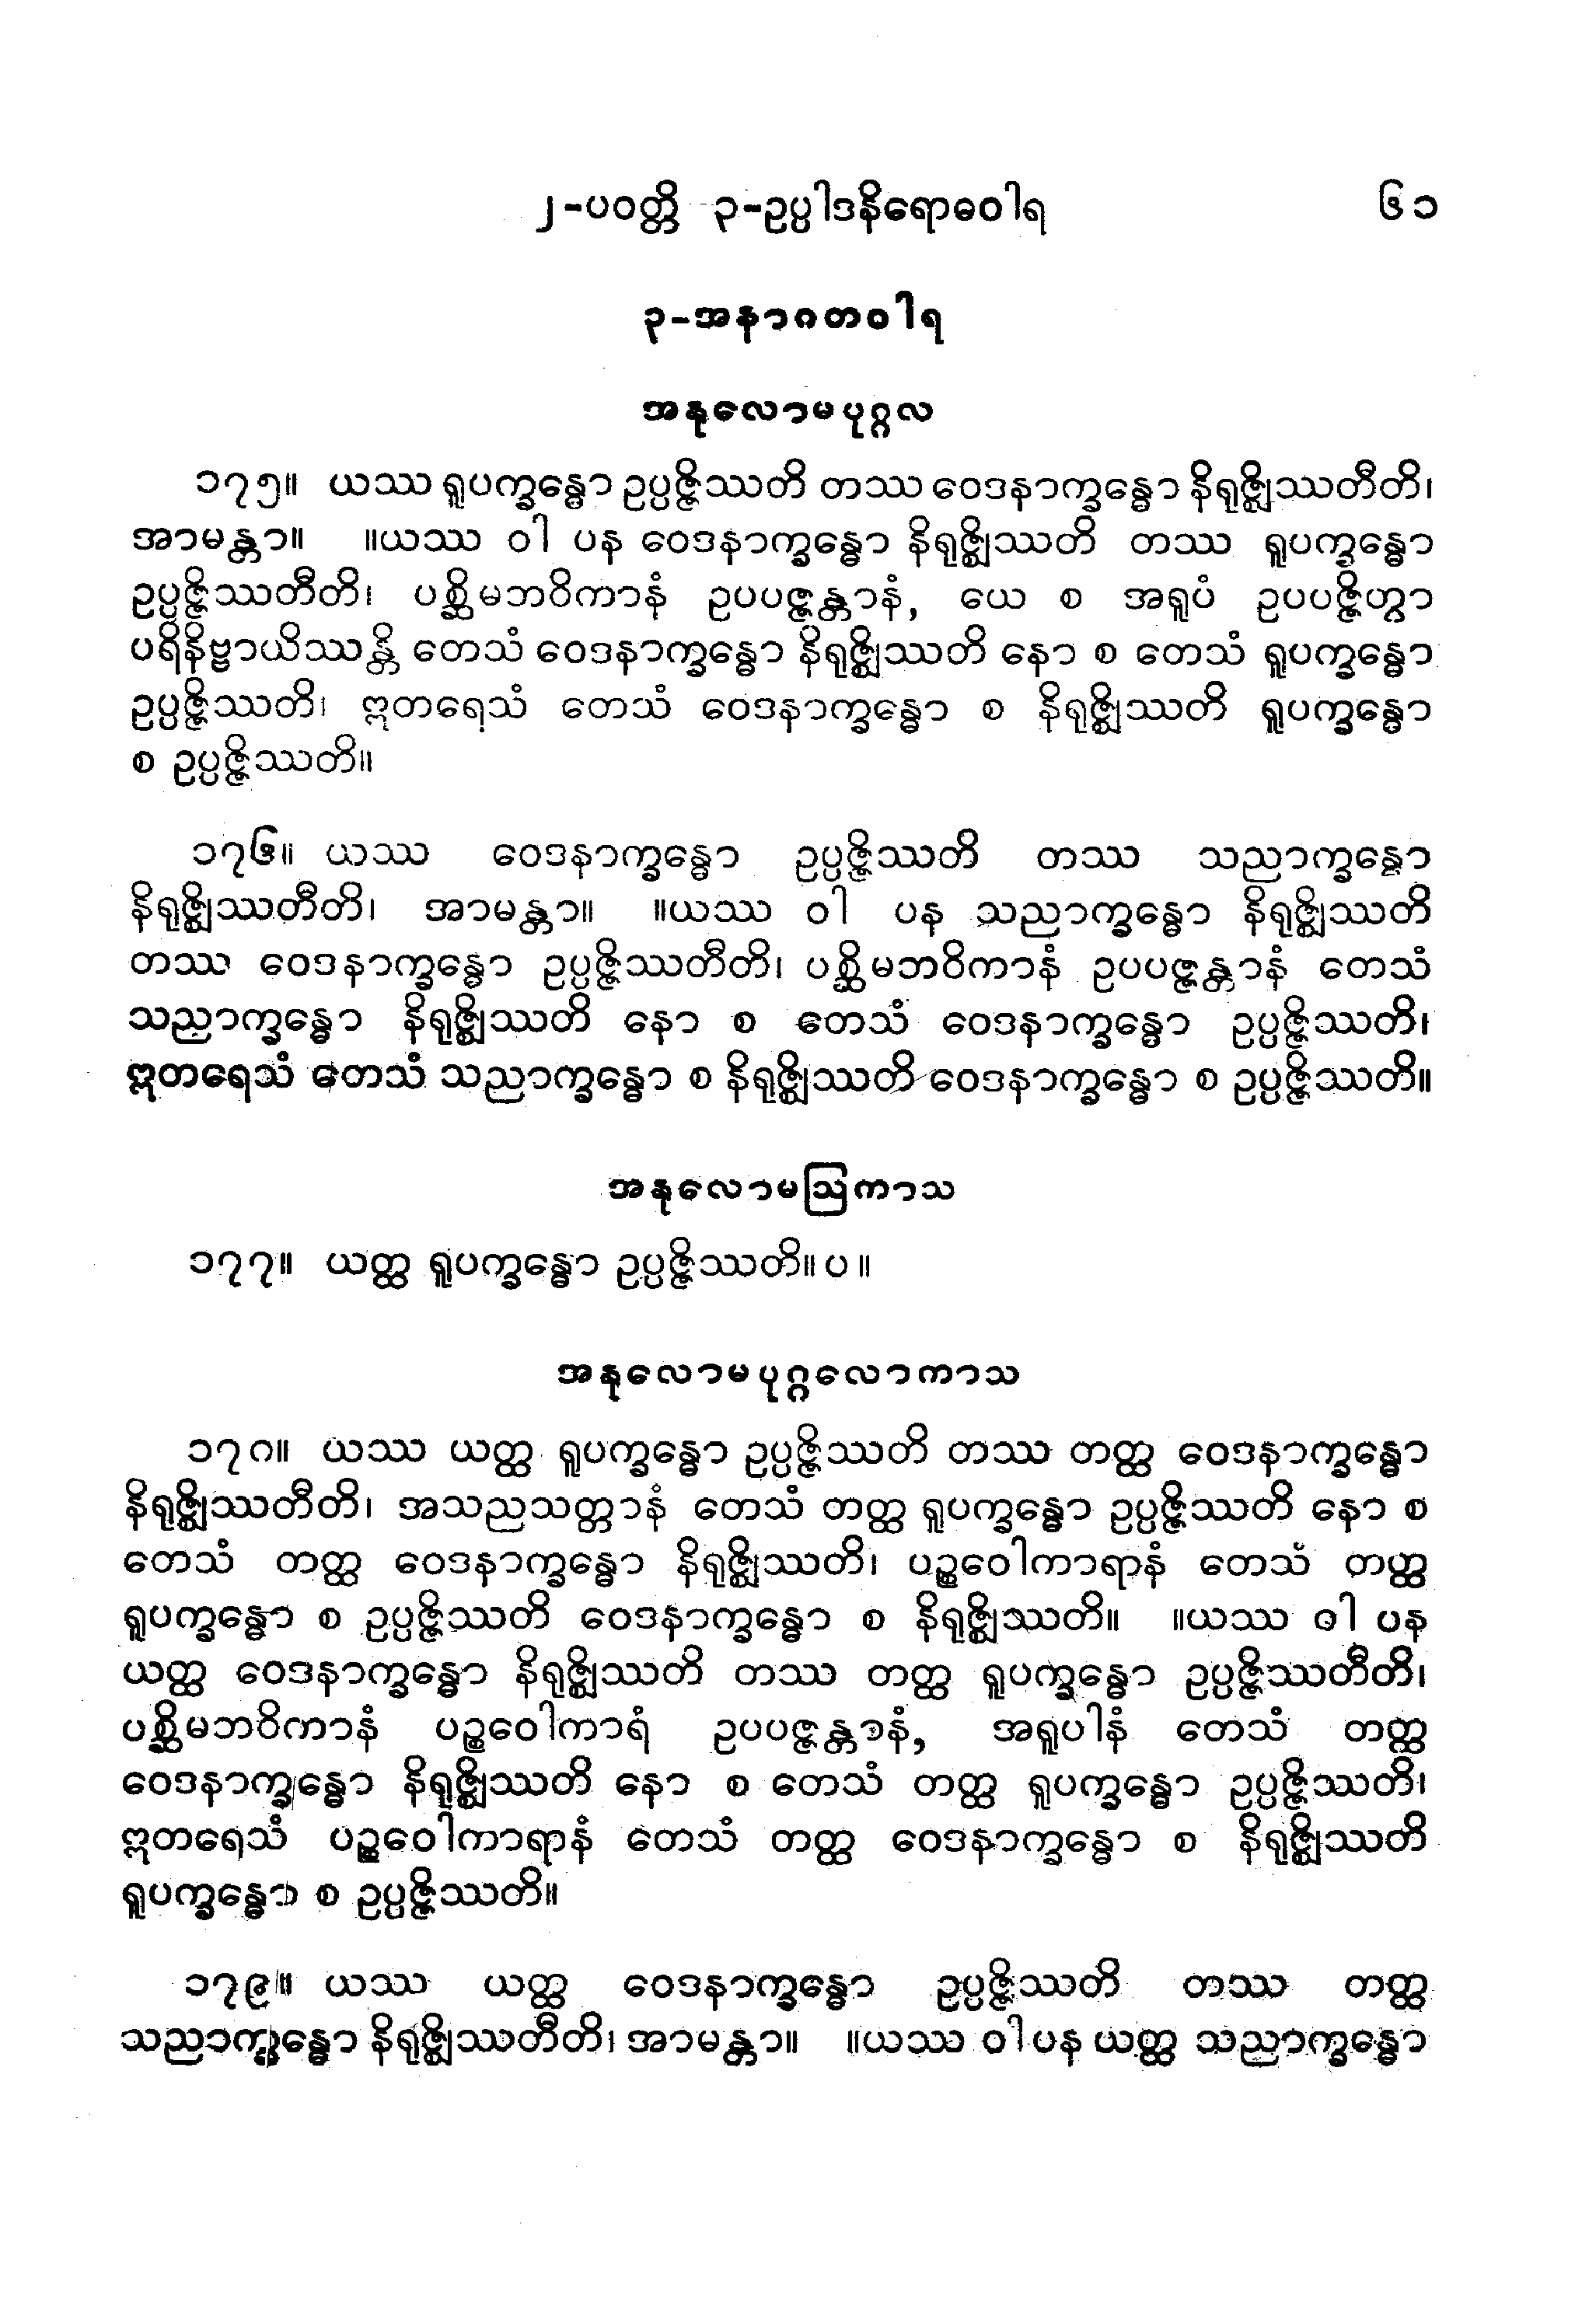 ၂-ပဝတ္တိ ၃-ဥပ္ပါဒနိရောဓဝါရ ၆၁
၃-အနာဂတဝါရ
အနုလောမပုဂ္ဂလ
၁၇၅။ ယဿ ရူပက္ခန္ဓော ဥပ္ပဇ္ဇိဿတိ တဿ ဝေဒနာက္ခန္ဓော နိရုဇ္ဈိဿတီတိ၊
အာမန္တာ။ ။ယဿ ဝါ ပန ဝေဒနာက္ခန္ဓော နိရုဇ္ဈိဿတိ တဿ ရူပက္ခန္ဓော
ဥပ္ပဇ္ဇိဿတီတိ၊ ပစ္ဆိမဘဝိကာနံ ဥပပဇ္ဇန္တာနံ, ယေ စ အရူပံ ဥပပဇ္ဇိတွာ
ပရိနိဗ္ဗာယိဿန္တိ တေသံ ဝေဒနာက္ခန္ဓော နိရုဇ္ဈိဿတိ နော စ တေသံ ရူပက္ခန္ဓော
ဥပ္ပဇ္ဇိဿတိ၊ ဣတရေသံ တေသံ ဝေဒနာက္ခန္ဓော စ နိရုဇ္ဈိဿတိ ရူပက္ခန္ဓော
စ ဥပ္ပဇ္ဇိဿတိ။
၁၇၆။ ယဿ ဝေဒနာက္ခန္ဓော ဥပ္ပဇ္ဇိဿတိ တဿ သညာက္ခန္ဓော
နိရုဇ္ဈိဿတီတိ၊ အာမန္တာ။ ။ယဿ ဝါ ပန သညာက္ခန္ဓော နိရုဇ္ဈိဿတိ
တဿ ဝေဒနာက္ခန္ဓော ဥပ္ပဇ္ဇိဿတီတိ၊ ပစ္ဆိမဘဝိကာနံ ဥပပဇ္ဇန္တာနံ တေသံ
သညာက္ခန္ဓော နိရုဇ္ဈိဿတိ နော စ တေသံ ဝေဒနာက္ခန္ဓော ဥပ္ပဇ္ဇိဿတိ၊
ဣတရေသံ တေသံ သညာက္ခန္ဓော စ နိရုဇ္ဈိဿတိ ဝေဒနာက္ခန္ဓော စ ဥပ္ပဇ္ဇိဿတိ။
အနုလောမဩကာသ
၁၇၇။ ယတ္ထ ရူပက္ခန္ဓော ဥပ္ပဇ္ဇိဿတိ။ ပ ။
အနုလောမပုဂ္ဂလောကာသ
၁၇၈။ ယဿ ယတ္ထ ရူပက္ခန္ဓော ဥပ္ပဇ္ဇိဿတိ တဿ တတ္ထ ဝေဒနာက္ခန္ဓော
နိရုဇ္ဈိဿတီတိ၊ အသညသတ္တာနံ တေသံ တတ္ထ ရူပက္ခန္ဓော ဥပ္ပဇ္ဇိဿတိ နော စ
တေသံ တတ္ထ ဝေဒနာက္ခန္ဓော နိရုဇ္ဈိဿတိ၊ ပဉ္စဝေါကာရာနံ တေသံ တတ္ထ
ရူပက္ခန္ဓော စ ဥပ္ပဇ္ဇိဿတိ ဝေဒနာက္ခန္ဓော စ နိရုဇ္ဈိဿတိ။ ။ယဿ ဝါ ပန
ယတ္ထ ဝေဒနာက္ခန္ဓော နိရုဇ္ဈိဿတိ တဿ တတ္ထ ရူပက္ခန္ဓော ဥပ္ပဇ္ဇိဿတီတိ၊
ပစ္ဆိမဘဝိကာနံ ပဉ္စဝေါကာရံ ဥပပဇ္ဇန္တာနံ, အရူပါနံ တေသံ တတ္ထ
ဝေဒနာက္ခန္ဓော နိရုဇ္ဈိဿတိ နော စ တေသံ တတ္ထ ရူပက္ခန္ဓော ဥပ္ပဇ္ဇိဿတိ၊
ဣတရေသံ ပဉ္စဝေါကာရာနံ တေသံ တတ္ထ ဝေဒနာက္ခန္ဓော စ နိရုဇ္ဈိဿတိ
ရူပက္ခန္ဓော စ ဥပ္ပဇ္ဇိဿတိ။
၁၇၉။ ယဿ ယတ္ထ ဝေဒနာက္ခန္ဓော ဥပ္ပဇ္ဇိဿတိ တဿ တတ္ထ
သညာက္ခန္ဓော နိရုဇ္ဈိဿတီတိ၊ အာမန္တာ။ ။ယဿ ဝါ ပန ယတ္ထ သညာက္ခန္ဓော